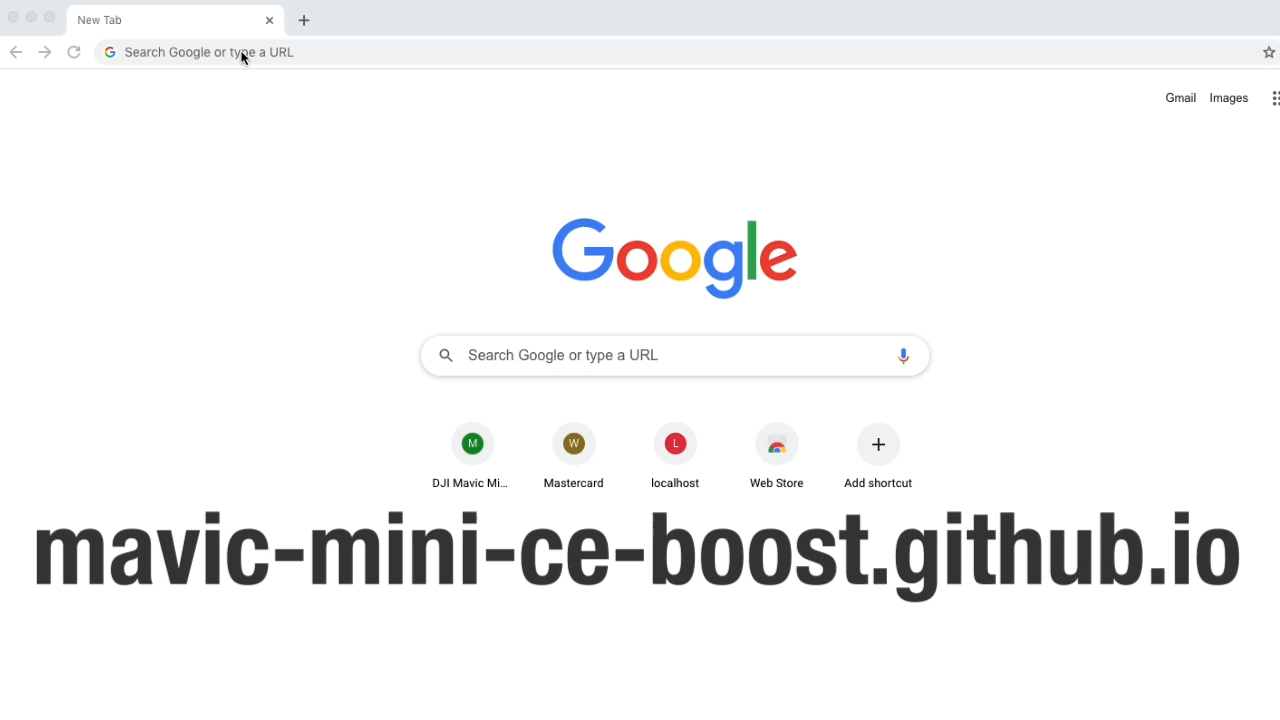 New Tab
Search Google or type a URL
Gmail Images
Google
Search Google or type a URL
M W L
DJI Mavic Mi... Mastercard localhost Web Store Add shortcut
mavic-mini-ce-boost.github.io